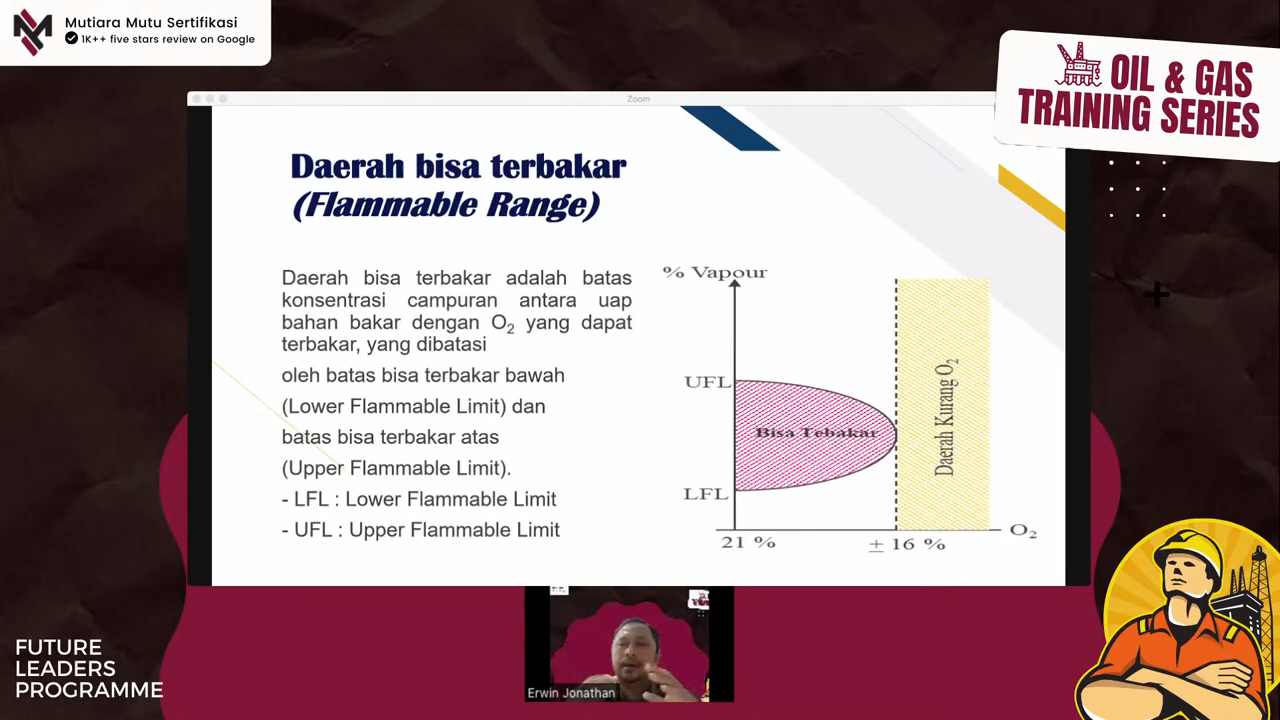 Mutiara Mutu Sertifikasi
1K++ five stars review on Google
OIL & GAS
TRAINING SERIES
Zoom
Daerah bisa terbakar
(Flammable Range)
Daerah bisa terbakar adalah batas
konsentrasi campuran antara uap
bahan bakar dengan O₂ yang dapat
terbakar, yang dibatasi
oleh batas bisa terbakar bawah
(Lower Flammable Limit) dan
batas bisa terbakar atas
(Upper Flammable Limit).
- LFL : Lower Flammable Limit
- UFL : Upper Flammable Limit
% Vapour
UFL
Bisa Tebakar
LFL
Daerah Kurang O₂
21 %
± 16 %
O₂
Erwin Jonathan
FUTURE
LEADERS
PROGRAMME